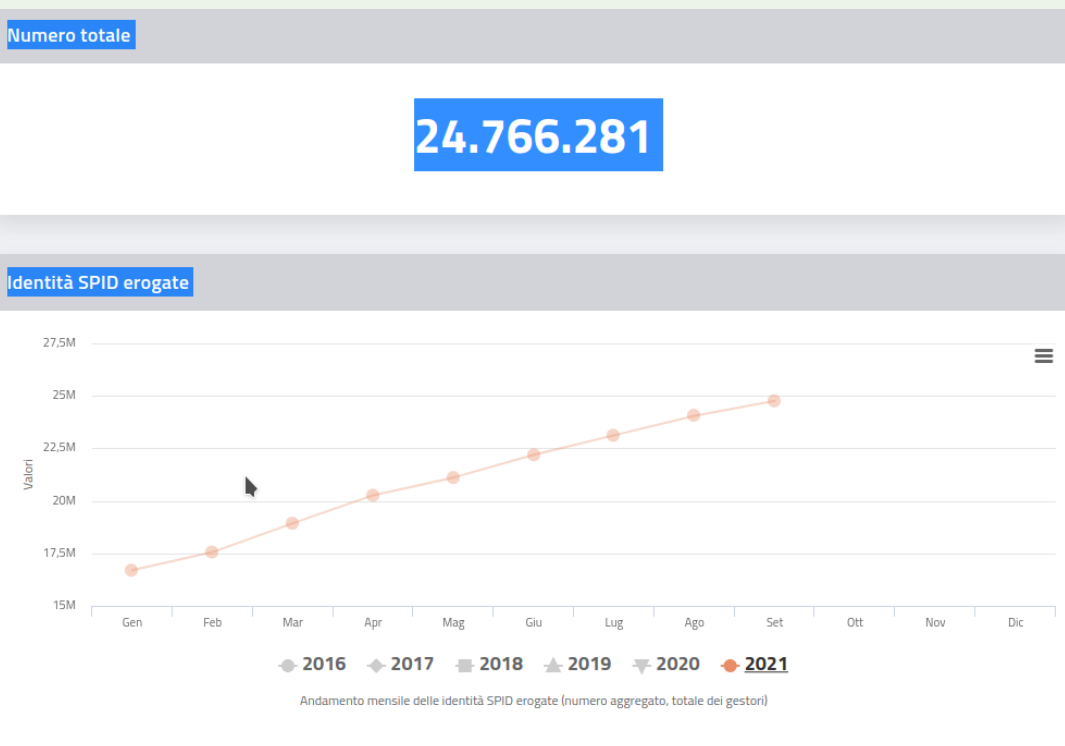 Numero totale
24.766.281
Identità SPID erogate
27,5M
25M
22,5M
20M
17,5M
15M
Valori
Gen Feb Mar Apr Mag Giu Lug Ago Set Ott Nov Dic
2016 2017 2018 2019 2020 2021
Andamento mensile delle identità SPID erogate (numero aggregato, totale dei gestori)